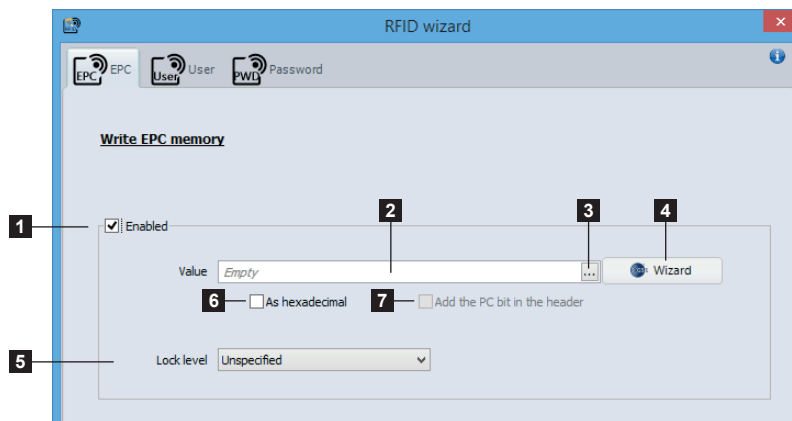 RFID wizard
EPC EPC User User PWD Password
Write EPC memory
1 Enabled 2 3 4
Value Empty ... Wizard
6 As hexadecimal 7 Add the PC bit in the header
5 Lock level Unspecified